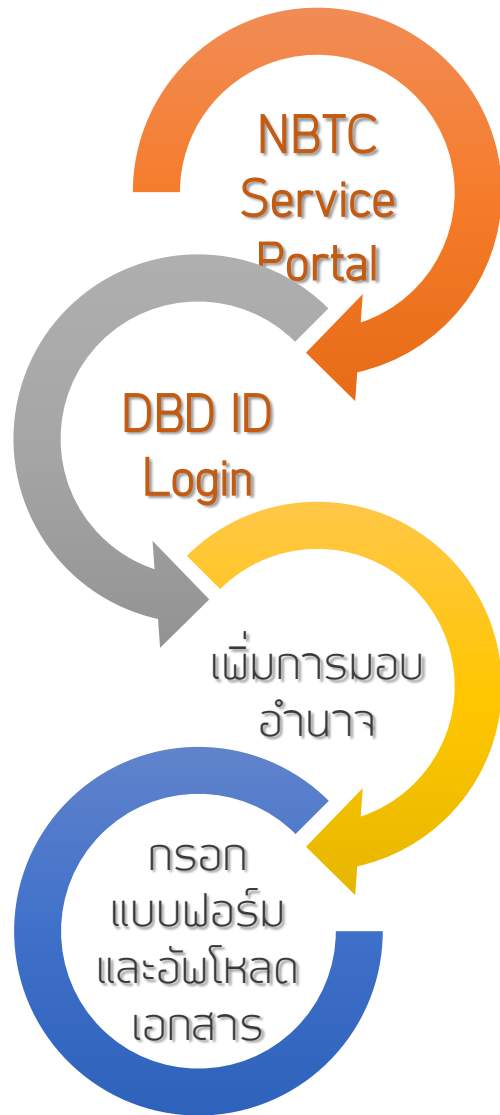 NBTC
Service
Portal
DBD ID
Login
เพิ่มการมอบ
อำนาจ
กรอก
แบบฟอร์ม
และอัพโหลด
เอกสาร